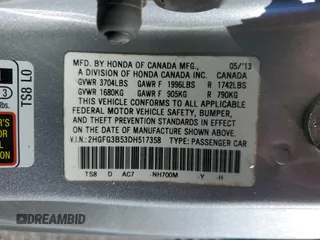 MFD. BY HONDA OF CANADA MFG., 05/'13
A DIVISION OF HONDA CANADA INC. CANADA
GVWR 3704LBS GAWR F 1996LBS R 1742LBS
GVWR 1680KG GAWR F 905KG R 790KG
THIS VEHICLE CONFORMS TO ALL APPLICABLE
FEDERAL MOTOR VEHICLE SAFETY, BUMPER,
AND THEFT PREVENTION STANDARDS IN EFFECT
ON THE DATE OF MANUFACTURE SHOWN ABOVE.
V.I.N.: 2HGFG3B53DH517358 TYPE: PASSENGER CAR
TS8 D AC7 -NH700M -Y -H
TS8 LO
3
lbs.
DREAMBID